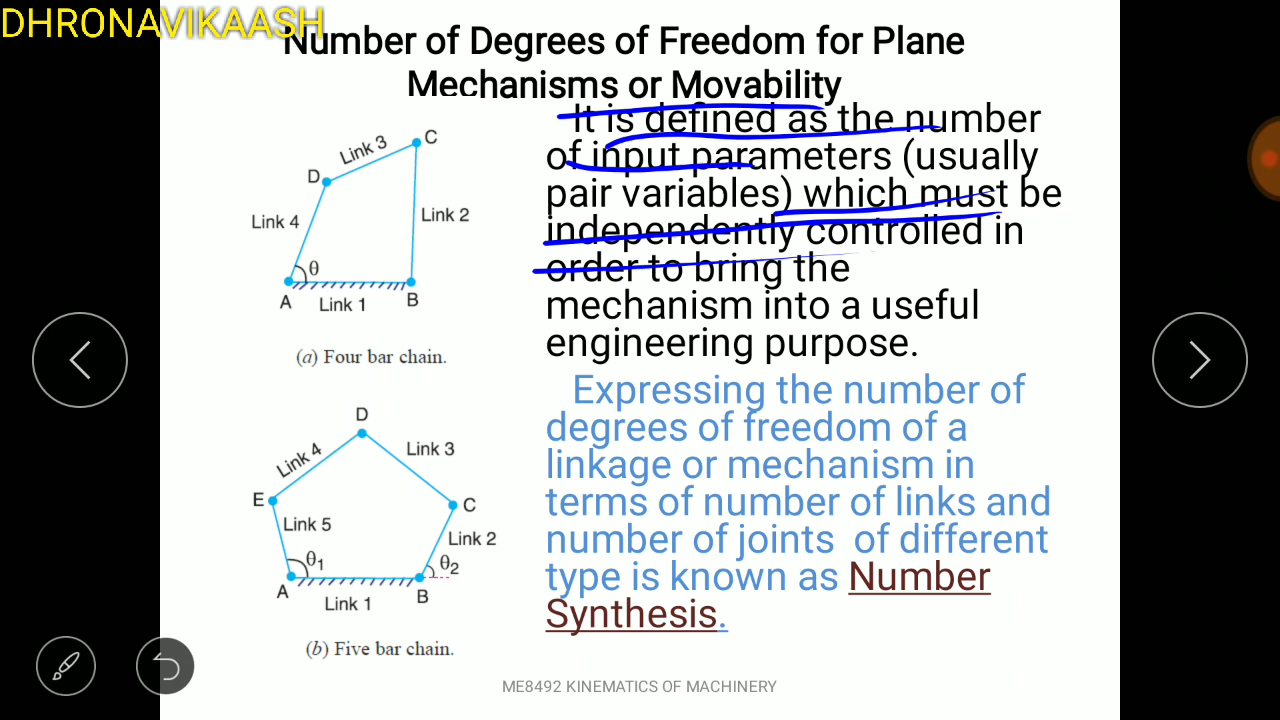 DHRONAVIKAASH
Number of Degrees of Freedom for Plane
Mechanisms or Movability
It is defined as the number
of input parameters (usually
pair variables) which must be
independently controlled in
order to bring the
mechanism into a useful
engineering purpose.
Expressing the number of
degrees of freedom of a
linkage or mechanism in
terms of number of links and
number of joints of different
type is known as Number
Synthesis.
C
Link 3
D
Link 4
Link 2
θ
A
Link 1
B
(a) Four bar chain.
D
Link 4
Link 3
E
C
Link 5
Link 2
θ1
θ2
A
Link 1
B
(b) Five bar chain.
ME8492 KINEMATICS OF MACHINERY